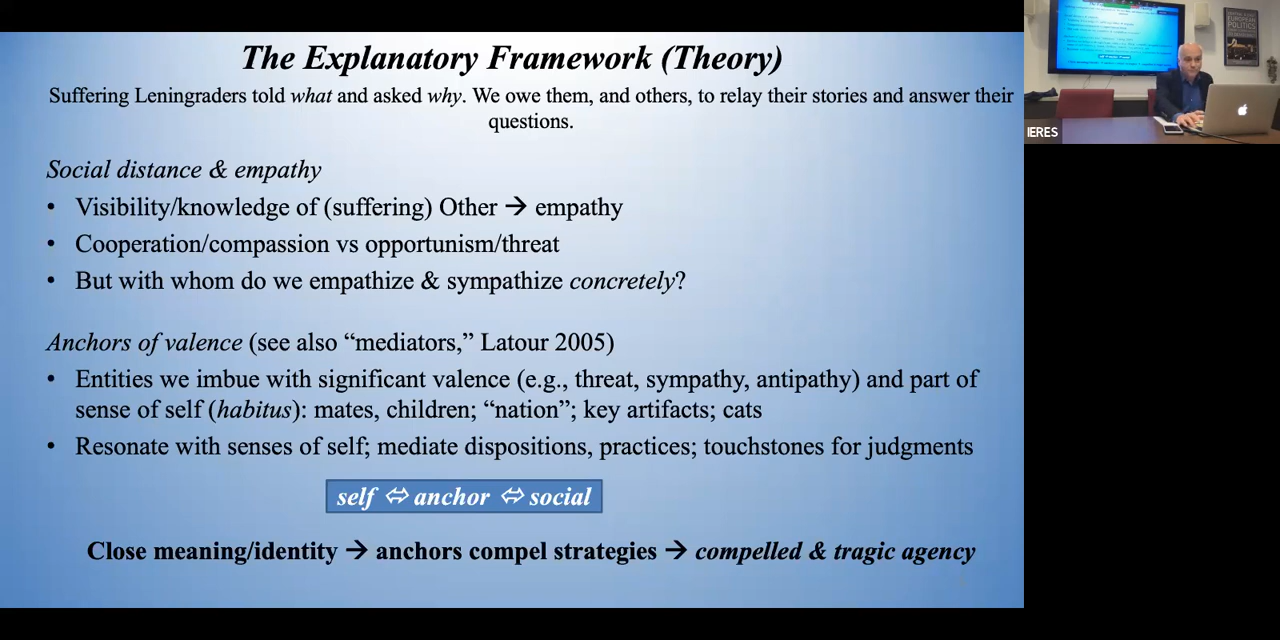 The Explanatory Framework (Theory)
Suffering Leningraders told what and asked why. We owe them, and others, to relay their stories and answer their
questions.
Social distance & empathy
• Visibility/knowledge of (suffering) Other → empathy
• Cooperation/compassion vs opportunism/threat
• But with whom do we empathize & sympathize concretely?
Anchors of valence (see also “mediators,” Latour 2005)
• Entities we imbue with significant valence (e.g., threat, sympathy, antipathy) and part of
sense of self (habitus): mates, children; “nation”; key artifacts; cats
• Resonate with senses of self; mediate dispositions, practices; touchstones for judgments
self ⇔ anchor ⇔ social
Close meaning/identity → anchors compel strategies → compelled & tragic agency
IERES
EUROPEAN
POLITICS